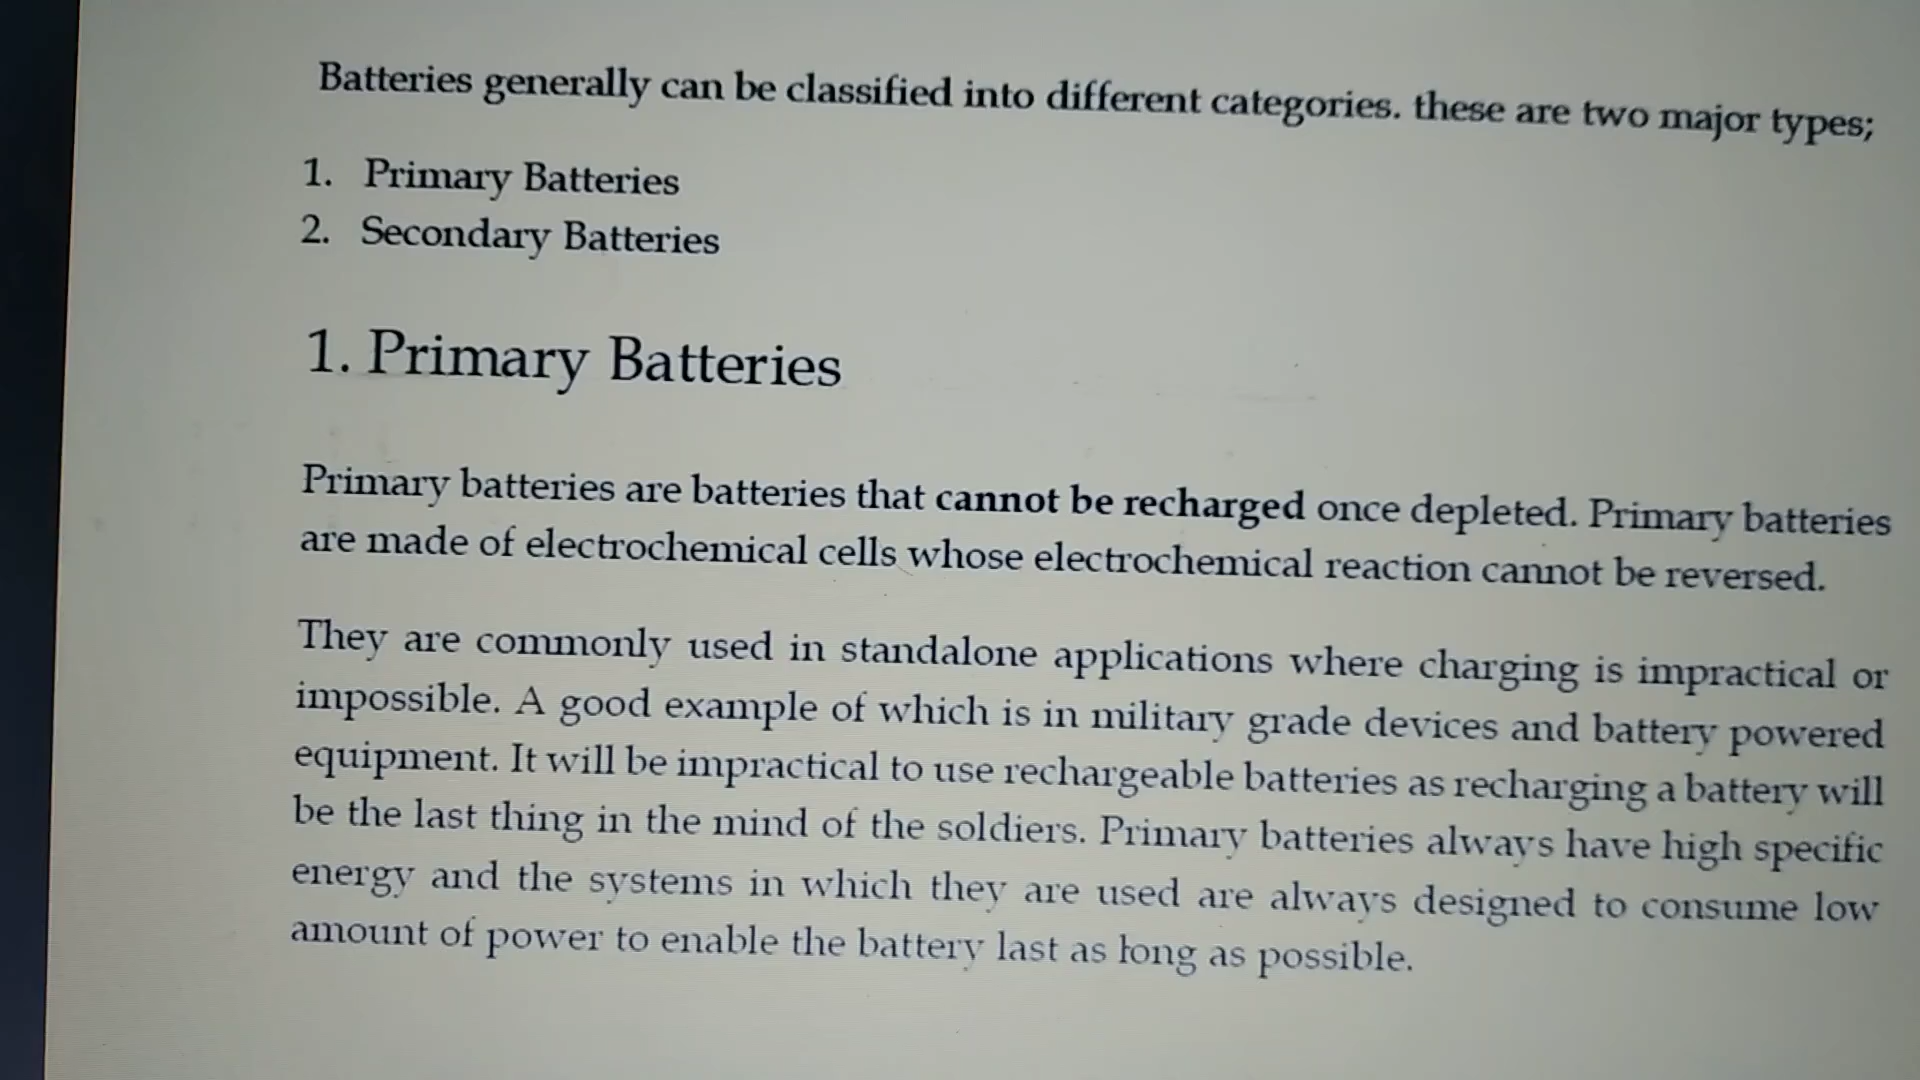 Batteries generally can be classified into different categories. these are two major types;
1. Primary Batteries
2. Secondary Batteries
1. Primary Batteries
Primary batteries are batteries that cannot be recharged once depleted. Primary batteries
are made of electrochemical cells whose electrochemical reaction cannot be reversed.
They are commonly used in standalone applications where charging is impractical or
impossible. A good example of which is in military grade devices and battery powered
equipment. It will be impractical to use rechargeable batteries as recharging a battery will
be the last thing in the mind of the soldiers. Primary batteries always have high specific
energy and the systems in which they are used are always designed to consume low
amount of power to enable the battery last as long as possible.